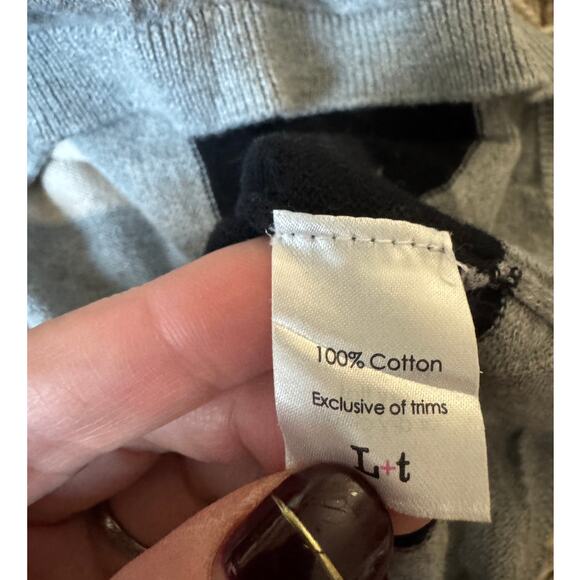 100% Cotton
Exclusive of trims
L+t